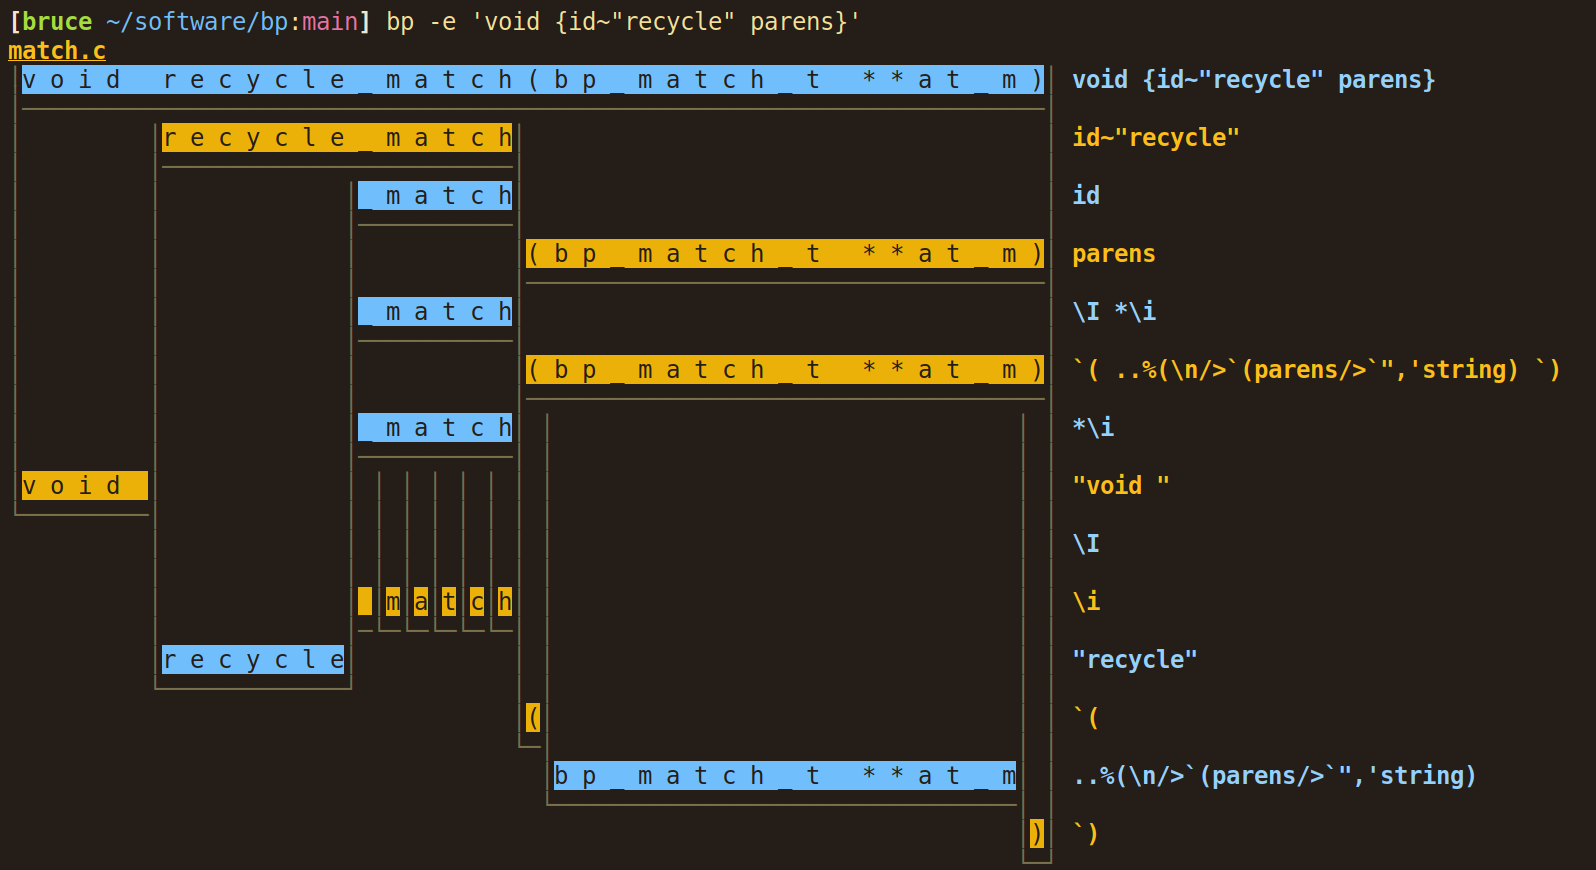 [bruce ~/software/bp:main] bp -e 'void {id~"recycle" parens}'
match.c
void recycle_match(bp_match_t **at_m) void {id~"recycle" parens}
recycle_match id~"recycle"
_match id
(bp_match_t **at_m) parens
_match \I *\i
(bp_match_t **at_m) `( ..%(\n/>`(parens/>`",'string) `)
_match *\i
void "void "
\I
_match \i
recycle "recycle"
( `(
bp_match_t **at_m ..%(\n/>`(parens/>`",'string)
) `)